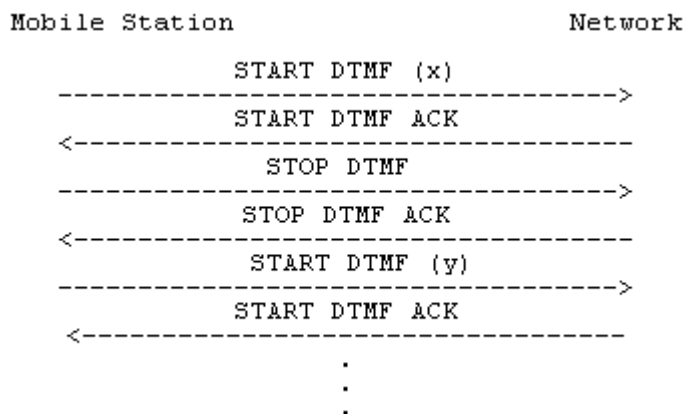 Mobile Station Network
START DTMF (x)
----------------------------------->
START DTMF ACK
<-----------------------------------
STOP DTMF
----------------------------------->
STOP DTMF ACK
<-----------------------------------
START DTMF (y)
----------------------------------->
START DTMF ACK
<----------------------------------
.
.
.